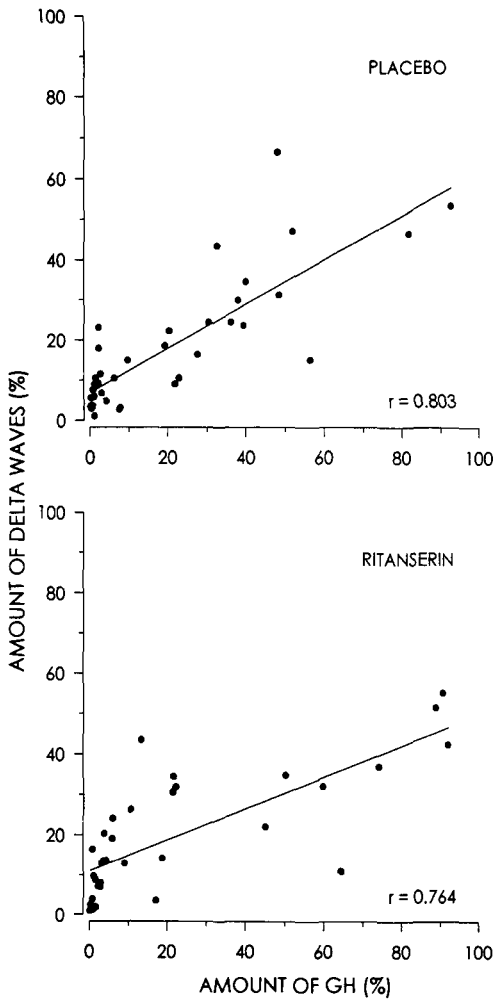 100
PLACEBO
80
60
40
20
r = 0.803
0
0 20 40 60 80 100
AMOUNT OF DELTA WAVES (%)
100
RITANSERIN
80
60
40
20
r = 0.764
0
0 20 40 60 80 100
AMOUNT OF GH (%)